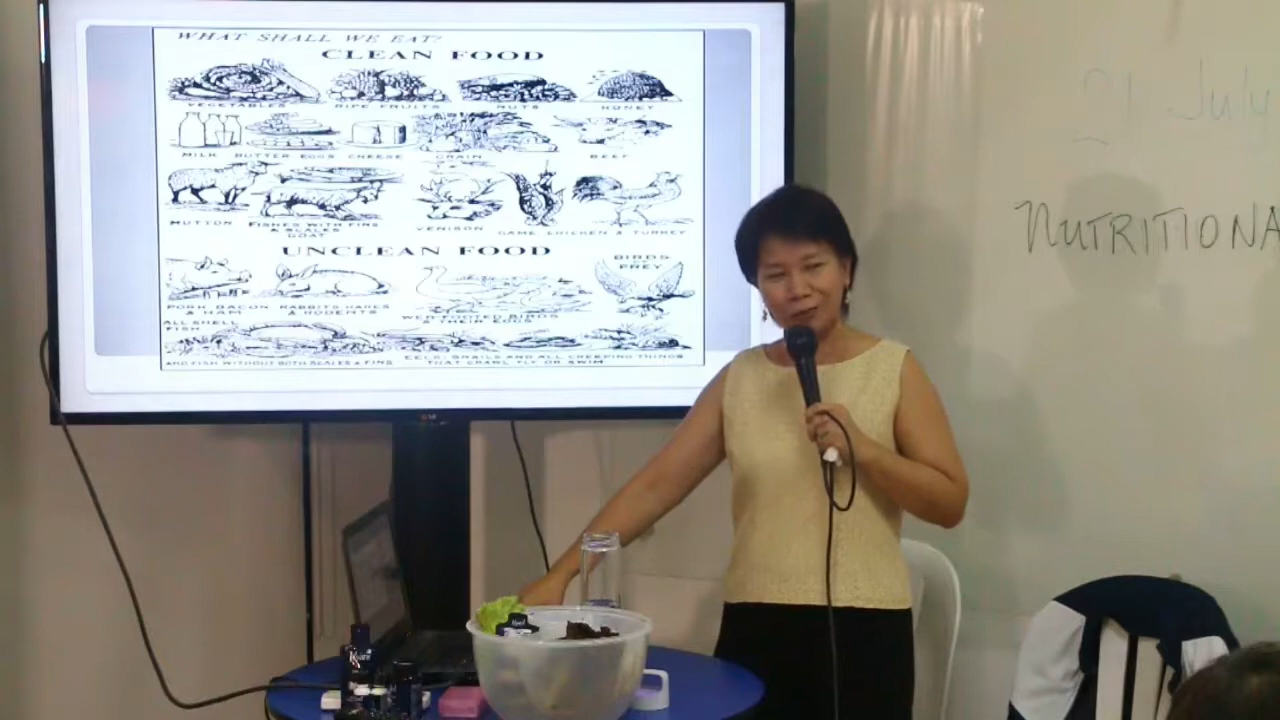 WHAT SHALL WE EAT?
CLEAN FOOD
VEGETABLES RIPE FRUITS NUTS HONEY
MILK BUTTER EGGS CHEESE GRAIN BEEF
MUTTON FISHES WITH FINS & SCALES GOAT VENISON GAME CHICKEN & TURKEY
UNCLEAN FOOD
BIRDS OF PREY
PORK BACON & HAM RABBITS HARES & RODENTS WEB FOOTED BIRDS & THEIR EGGS
ALL SHELL FISH
AND FISH WITHOUT BOTH SCALES & FINS EELS, SNAILS AND ALL CREEPING THINGS THAT CRAWL FLY OR SWIM
21 July
NUTRITIONA